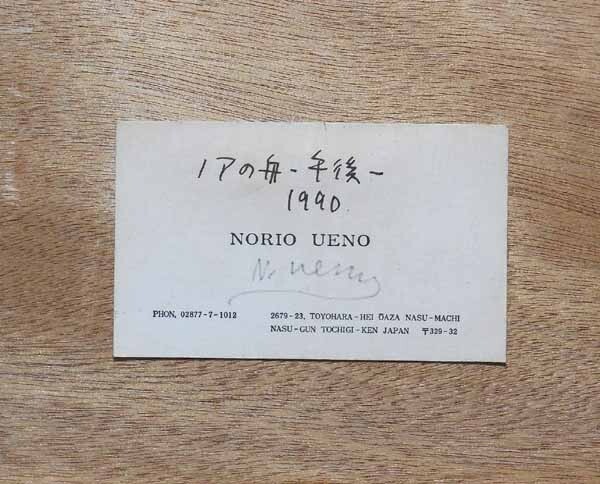 ノアの舟 - 午後 -
1990
NORIO UENO
N. ueno
PHON, 02877-7-1012
2679-23, TOYOHARA-HEI OAZA NASU-MACHI
NASU-GUN TOCHIGI-KEN JAPAN 〒329-32